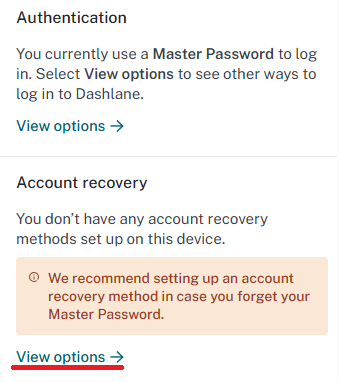 Authentication
You currently use a Master Password to log
in. Select View options to see other ways to
log in to Dashlane.
View options →
Account recovery
You don’t have any account recovery
methods set up on this device.
We recommend setting up an account
recovery method in case you forget your
Master Password.
View options →